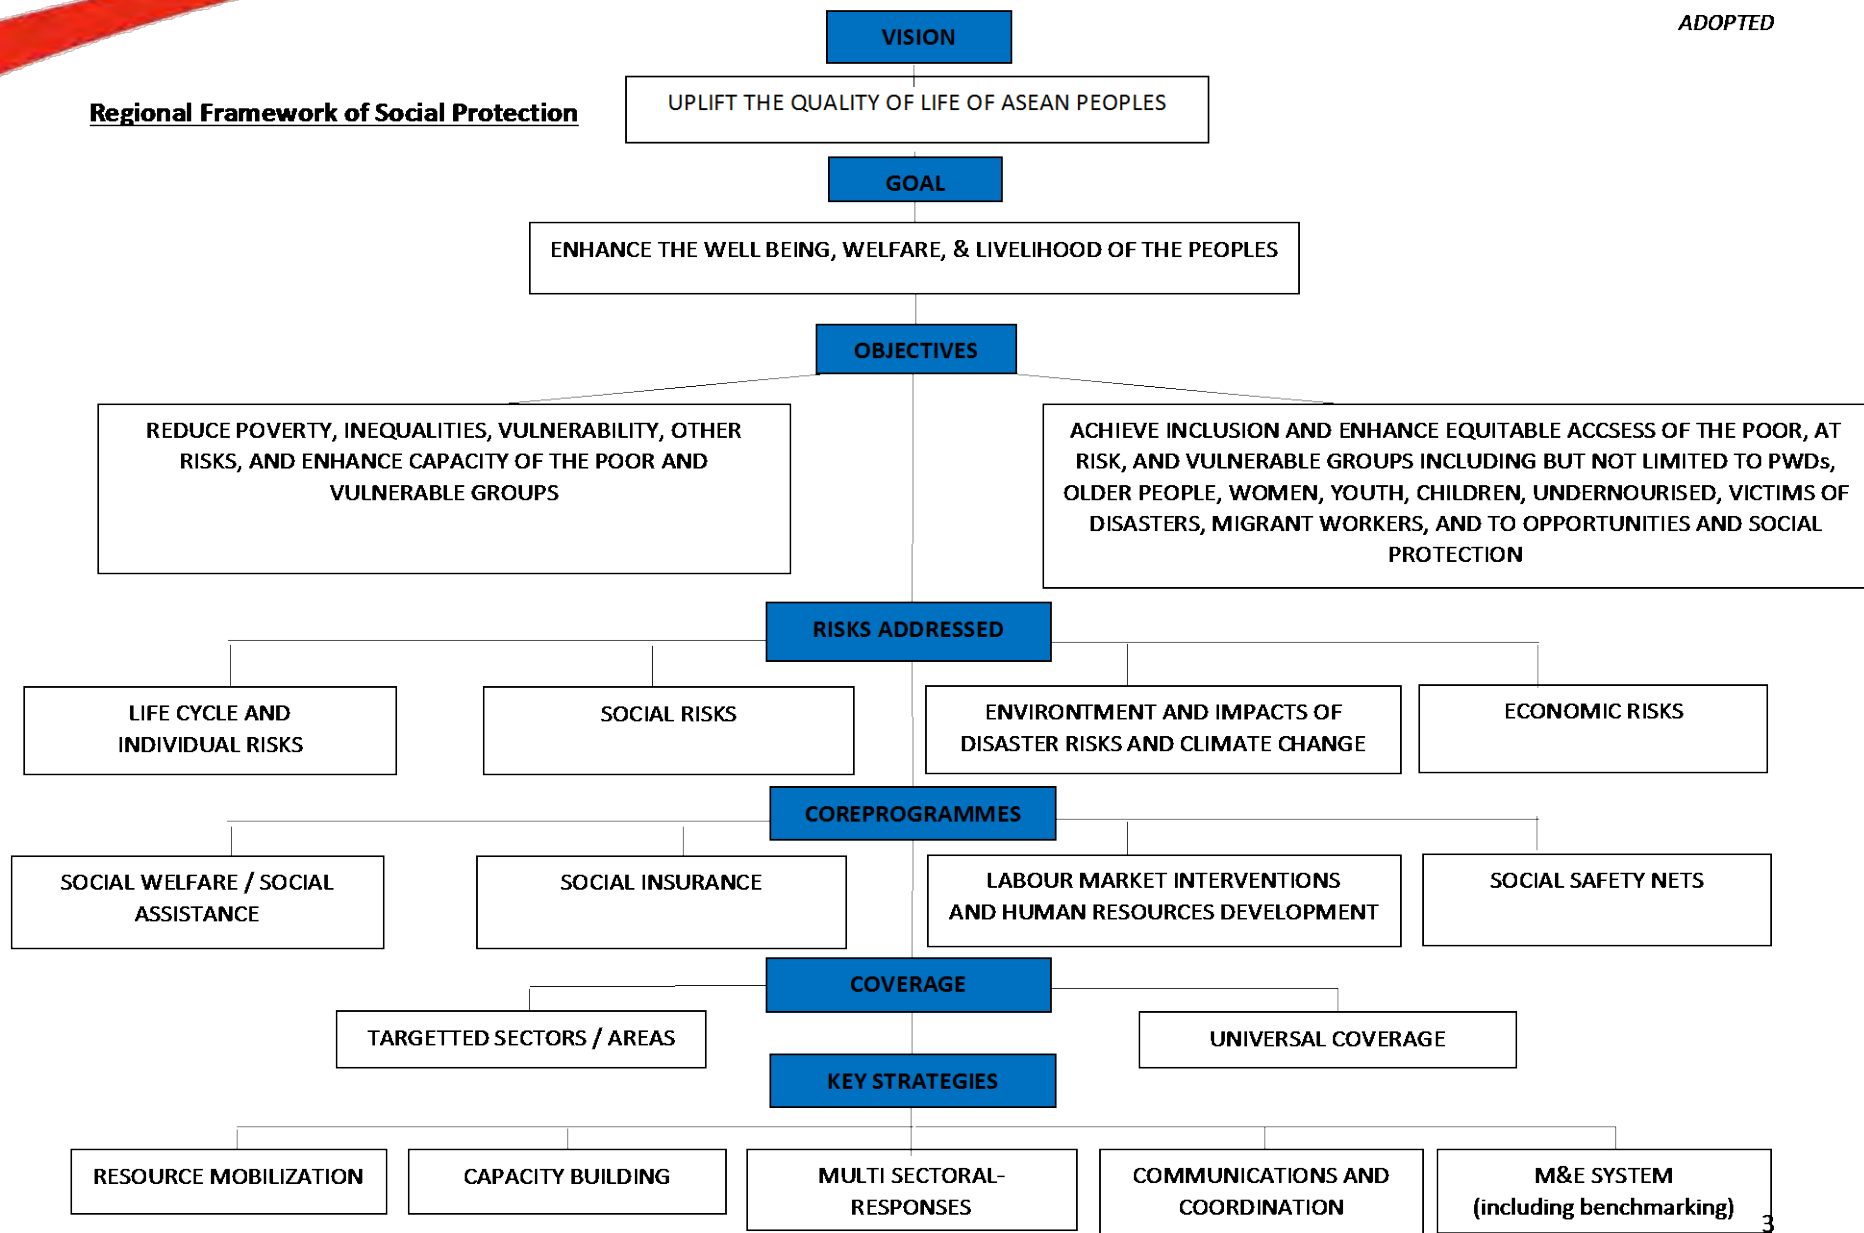 ADOPTED
VISION
Regional Framework of Social Protection
UPLIFT THE QUALITY OF LIFE OF ASEAN PEOPLES
GOAL
ENHANCE THE WELL BEING, WELFARE, & LIVELIHOOD OF THE PEOPLES
OBJECTIVES
REDUCE POVERTY, INEQUALITIES, VULNERABILITY, OTHER
RISKS, AND ENHANCE CAPACITY OF THE POOR AND
VULNERABLE GROUPS
ACHIEVE INCLUSION AND ENHANCE EQUITABLE ACCSESS OF THE POOR, AT
RISK, AND VULNERABLE GROUPS INCLUDING BUT NOT LIMITED TO PWDs,
OLDER PEOPLE, WOMEN, YOUTH, CHILDREN, UNDERNOURISED, VICTIMS OF
DISASTERS, MIGRANT WORKERS, AND TO OPPORTUNITIES AND SOCIAL
PROTECTION
RISKS ADDRESSED
LIFE CYCLE AND
INDIVIDUAL RISKS
SOCIAL RISKS
ENVIRONTMENT AND IMPACTS OF
DISASTER RISKS AND CLIMATE CHANGE
ECONOMIC RISKS
COREPROGRAMMES
SOCIAL WELFARE / SOCIAL
ASSISTANCE
SOCIAL INSURANCE
LABOUR MARKET INTERVENTIONS
AND HUMAN RESOURCES DEVELOPMENT
SOCIAL SAFETY NETS
COVERAGE
TARGETTED SECTORS / AREAS
UNIVERSAL COVERAGE
KEY STRATEGIES
RESOURCE MOBILIZATION
CAPACITY BUILDING
MULTI SECTORAL-
RESPONSES
COMMUNICATIONS AND
COORDINATION
M&E SYSTEM
(including benchmarking)
3